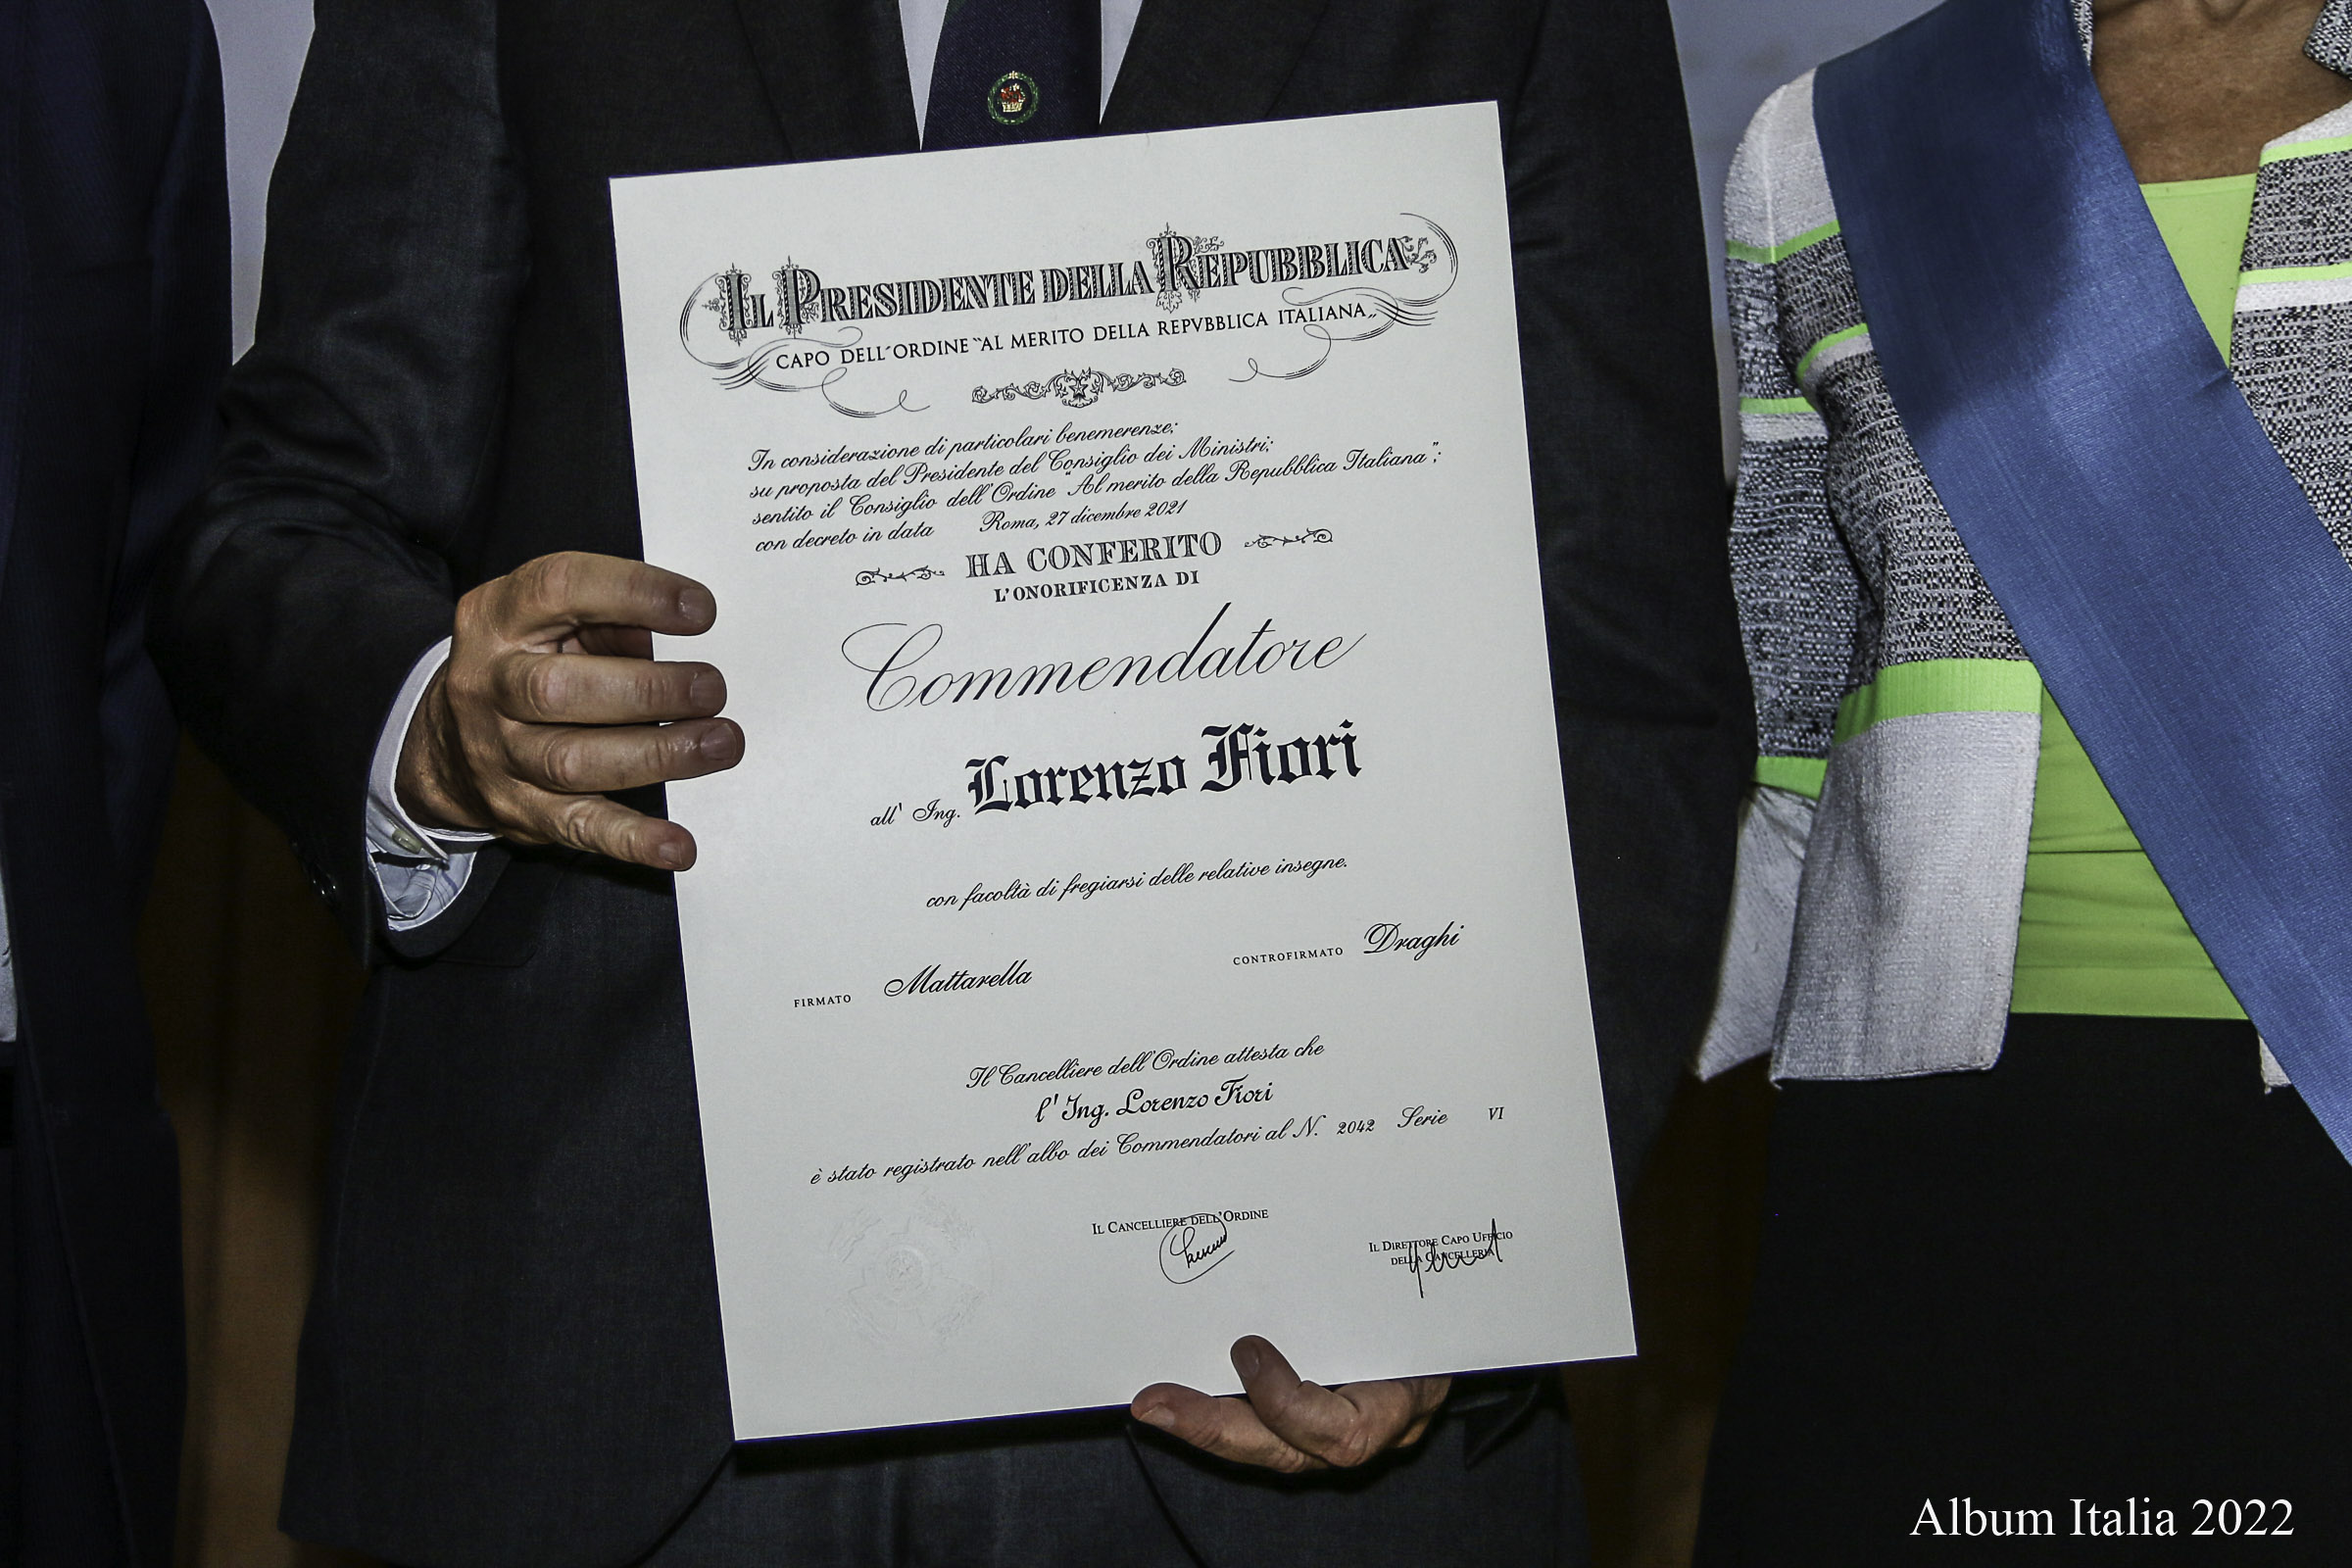 IL PRESIDENTE DELLA REPUBBLICA
CAPO DELL'ORDINE "AL MERITO DELLA REPVBBLICA ITALIANA"
In considerazione di particolari benemerenze;
su proposta del Presidente del Consiglio dei Ministri;
sentito il Consiglio dell'Ordine "Al merito della Repubblica Italiana";
con decreto in data Roma, 27 dicembre 2021
HA CONFERITO
L'ONORIFICENZA DI
Commendatore
all' Ing. Lorenzo Fiori
con facoltà di fregiarsi delle relative insegne.
FIRMATO Mattarella CONTROFIRMATO Draghi
Il Cancelliere dell'Ordine attesta che
l' Ing. Lorenzo Fiori
è stato registrato nell'albo dei Commendatori al N. 2042 Serie VI
IL CANCELLIERE DELL'ORDINE
IL DIRETTORE CAPO UFFICIO
DELLA CANCELLERIA
Album Italia 2022